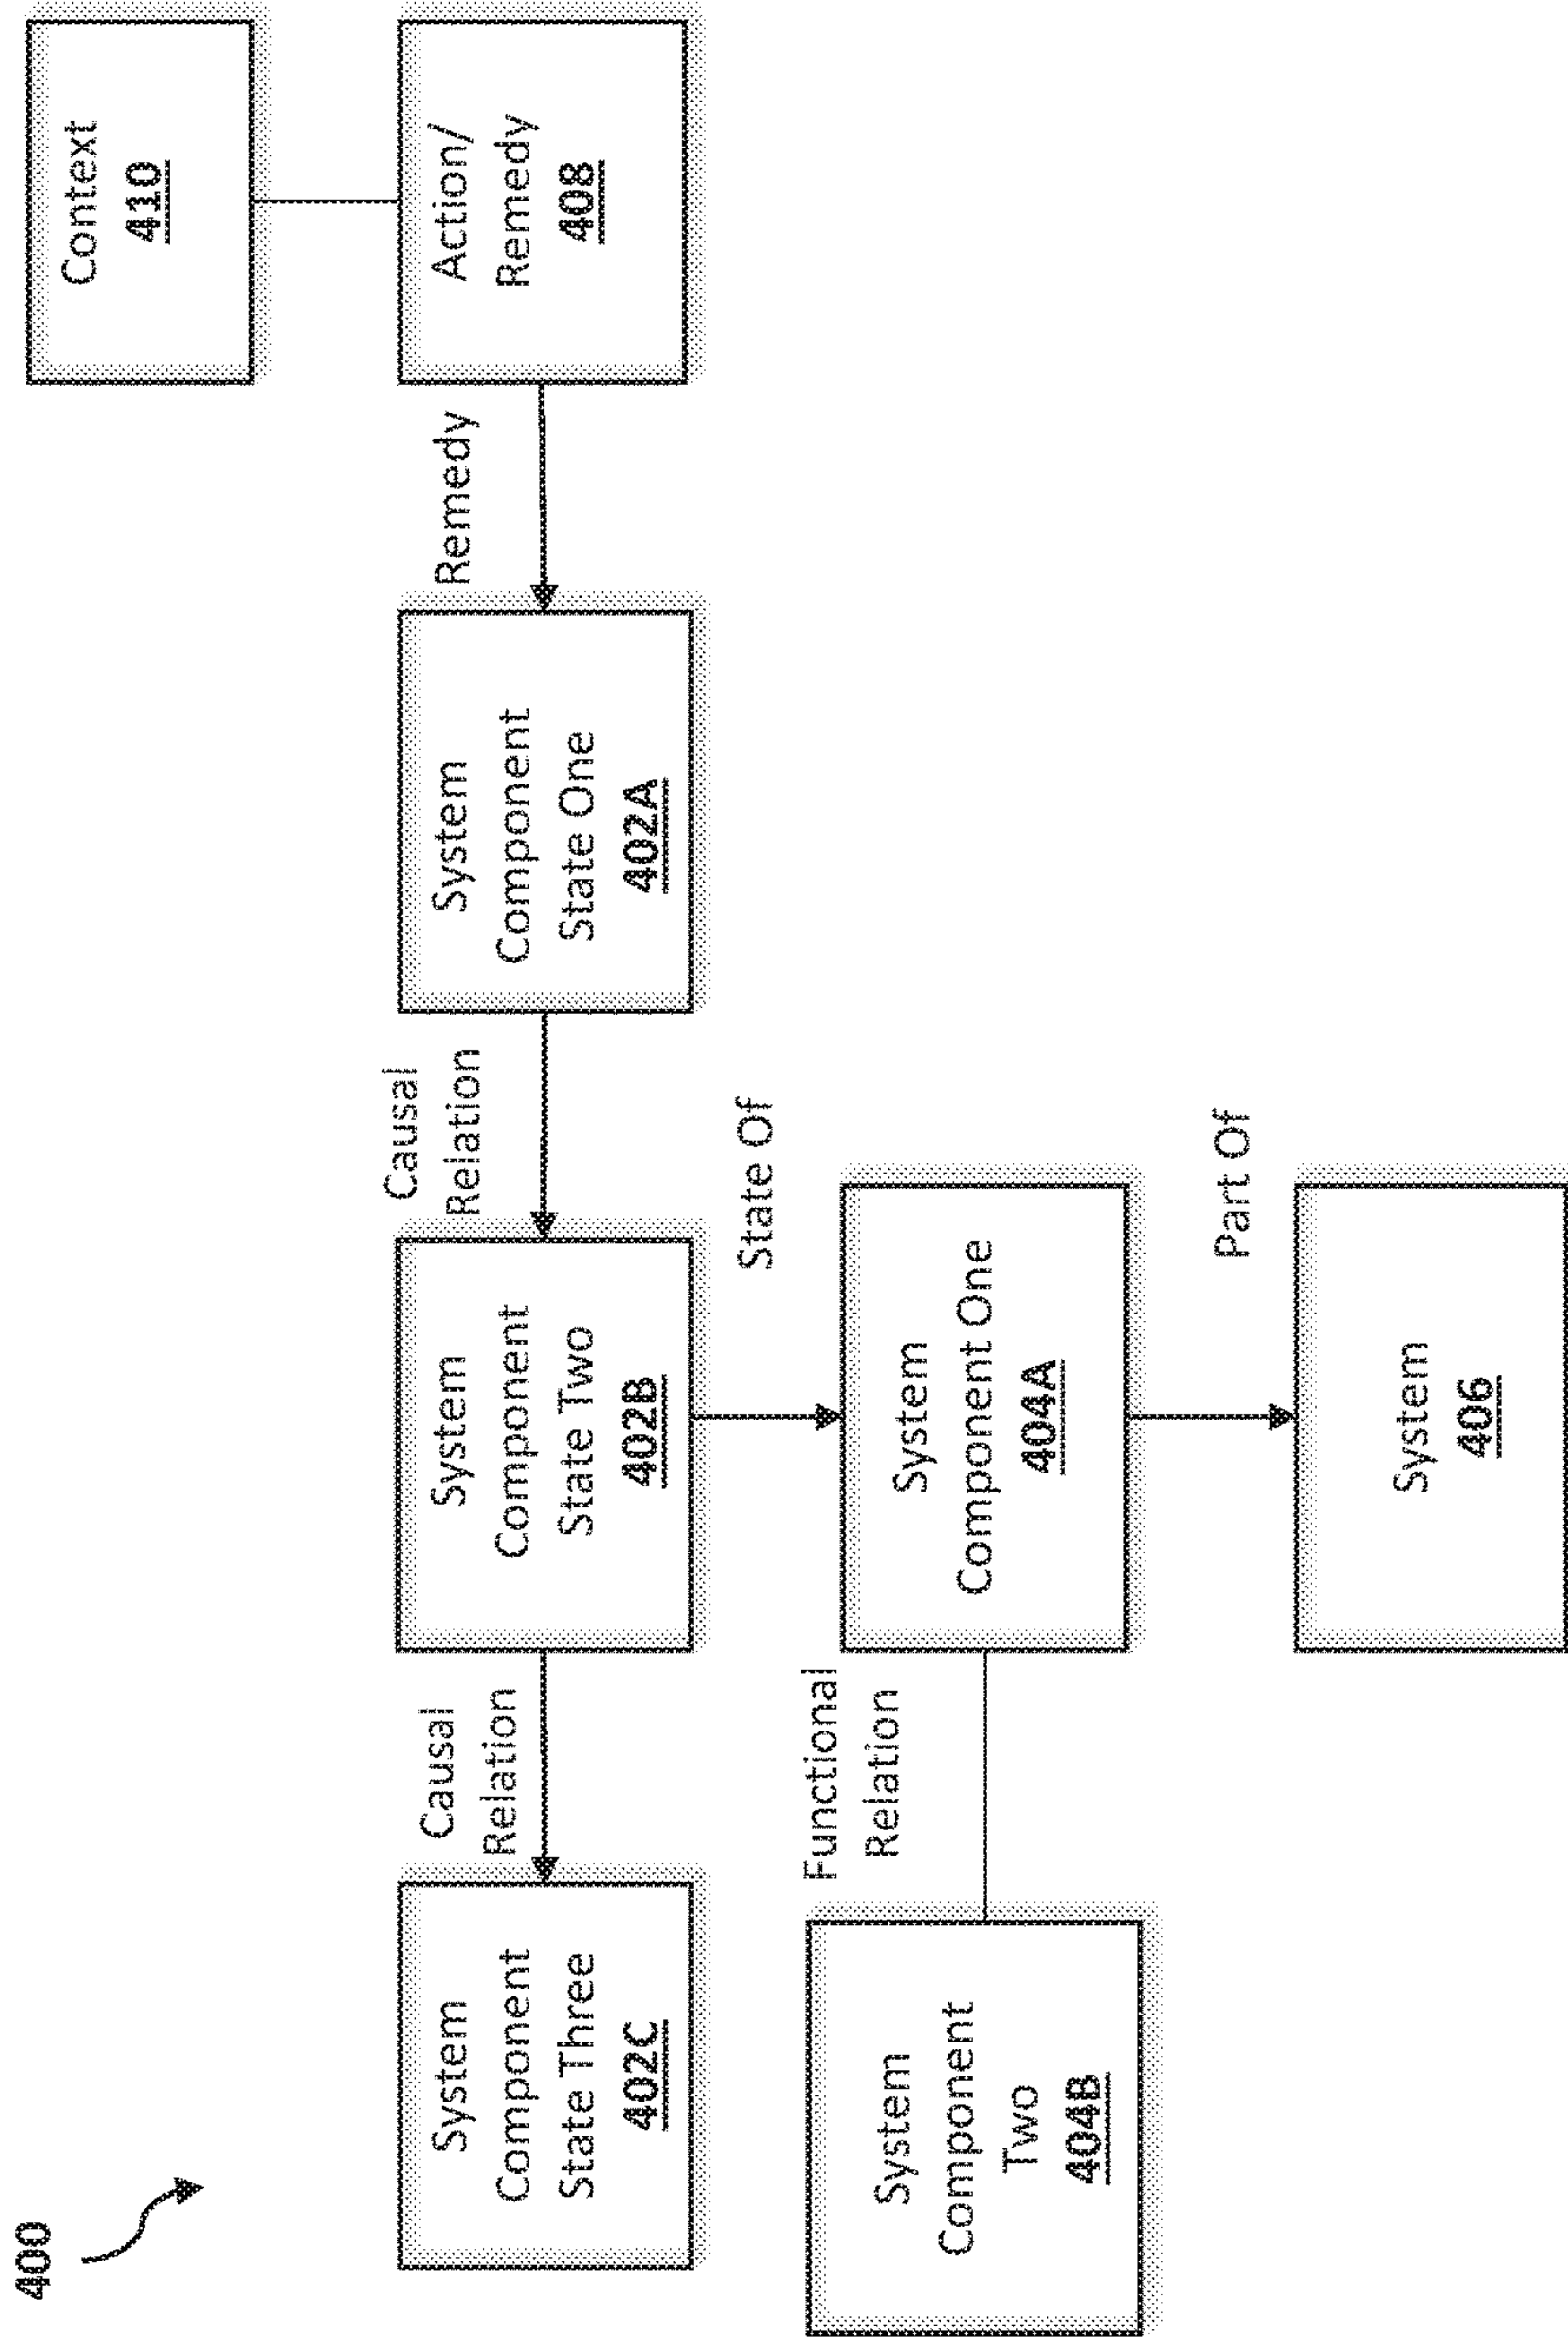 400
Context
410
Causal
Relation
Causal
Relation
Remedy
System
Component
State Three
402C
System
Component
State Two
402B
System
Component
State One
402A
Action/
Remedy
408
State Of
Functional
Relation
System
Component
Two
404B
System
Component One
404A
Part Of
System
406